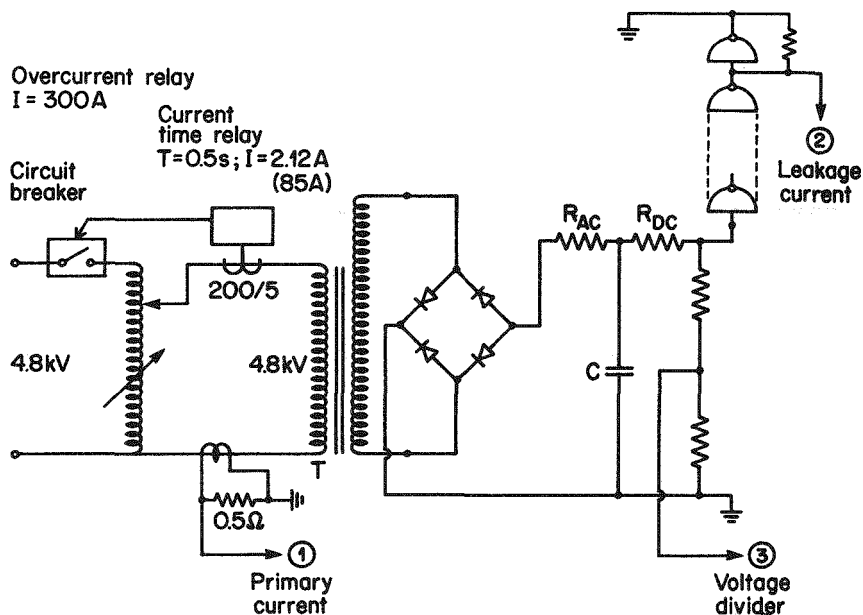 Overcurrent relay
I = 300A
Current
time relay
T=0.5s; I=2.12A
(85A)
Circuit
breaker
200/5
4.8kV
4.8kV
T
0.5Ω
1
Primary
current
R_AC
R_DC
C
2
Leakage
current
3
Voltage
divider